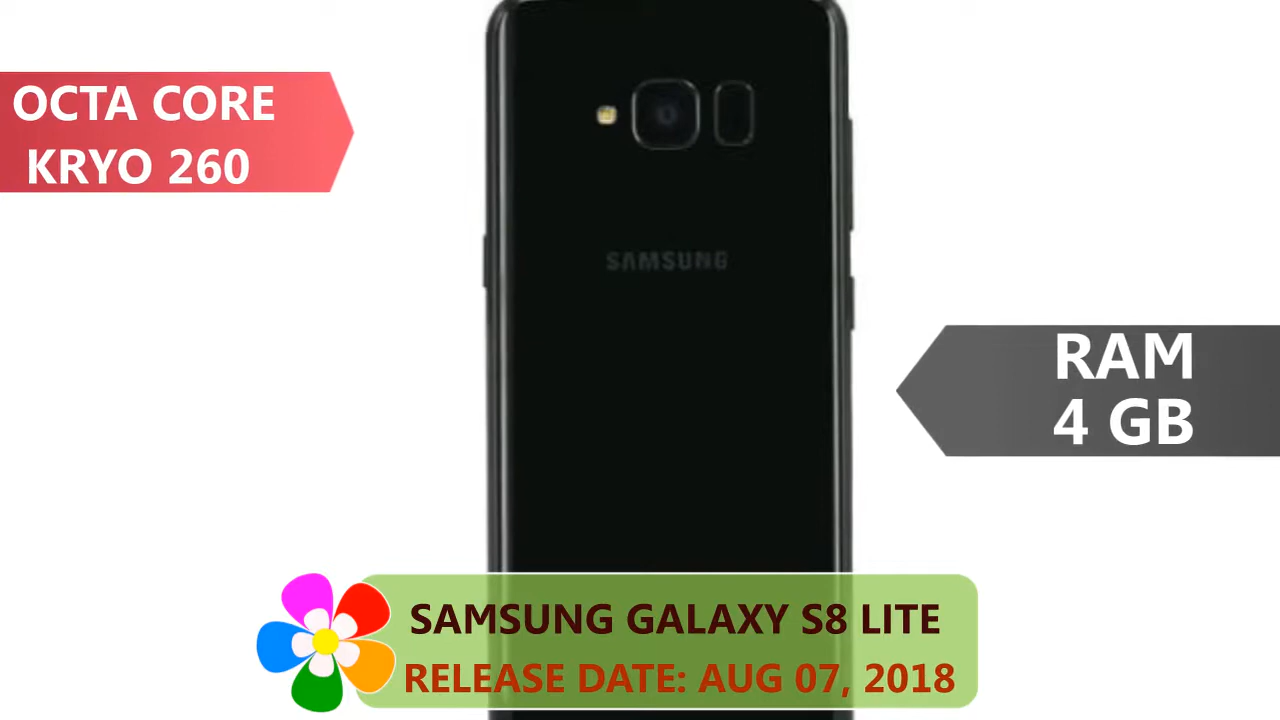 OCTA CORE
KRYO 260
SAMSUNG
RAM
4 GB
SAMSUNG GALAXY S8 LITE
RELEASE DATE: AUG 07, 2018